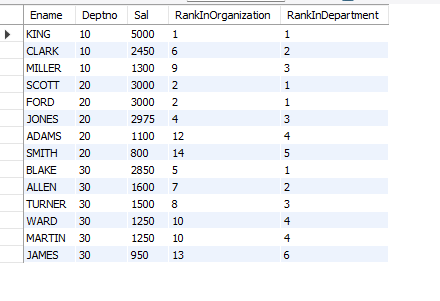 Ename Deptno Sal RankInOrganization RankInDepartment
KING 10 5000 1 1
CLARK 10 2450 6 2
MILLER 10 1300 9 3
SCOTT 20 3000 2 1
FORD 20 3000 2 1
JONES 20 2975 4 3
ADAMS 20 1100 12 4
SMITH 20 800 14 5
BLAKE 30 2850 5 1
ALLEN 30 1600 7 2
TURNER 30 1500 8 3
WARD 30 1250 10 4
MARTIN 30 1250 10 4
JAMES 30 950 13 6